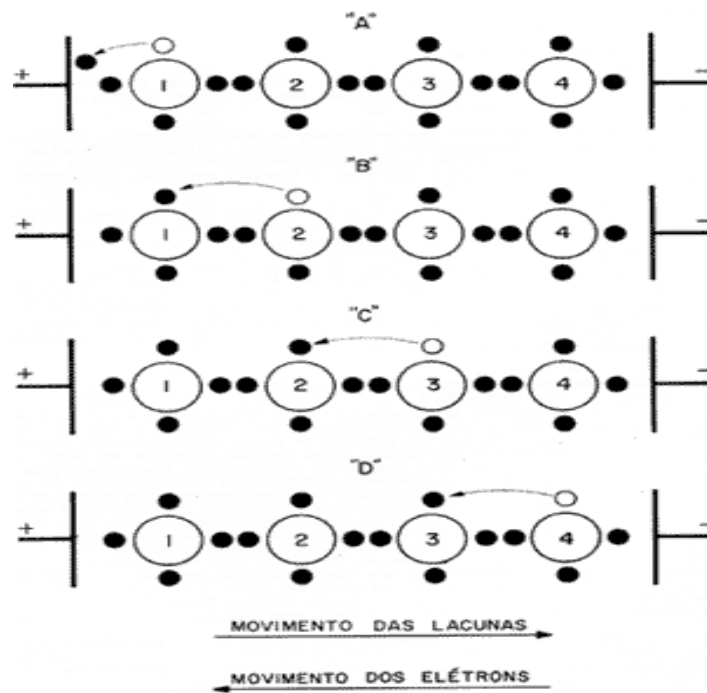 "A"
+ 1 2 3 4 −
"B"
+ 1 2 3 4 −
"C"
+ 1 2 3 4 −
"D"
+ 1 2 3 4 −
MOVIMENTO DAS LACUNAS
MOVIMENTO DOS ELÉTRONS